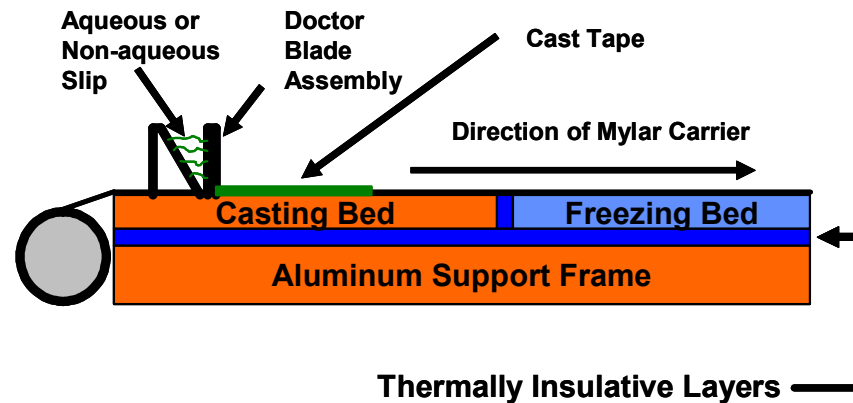 Aqueous or
Non-aqueous
Slip
Doctor
Blade
Assembly
Cast Tape
Direction of Mylar Carrier
Casting Bed
Freezing Bed
Aluminum Support Frame
Thermally Insulative Layers